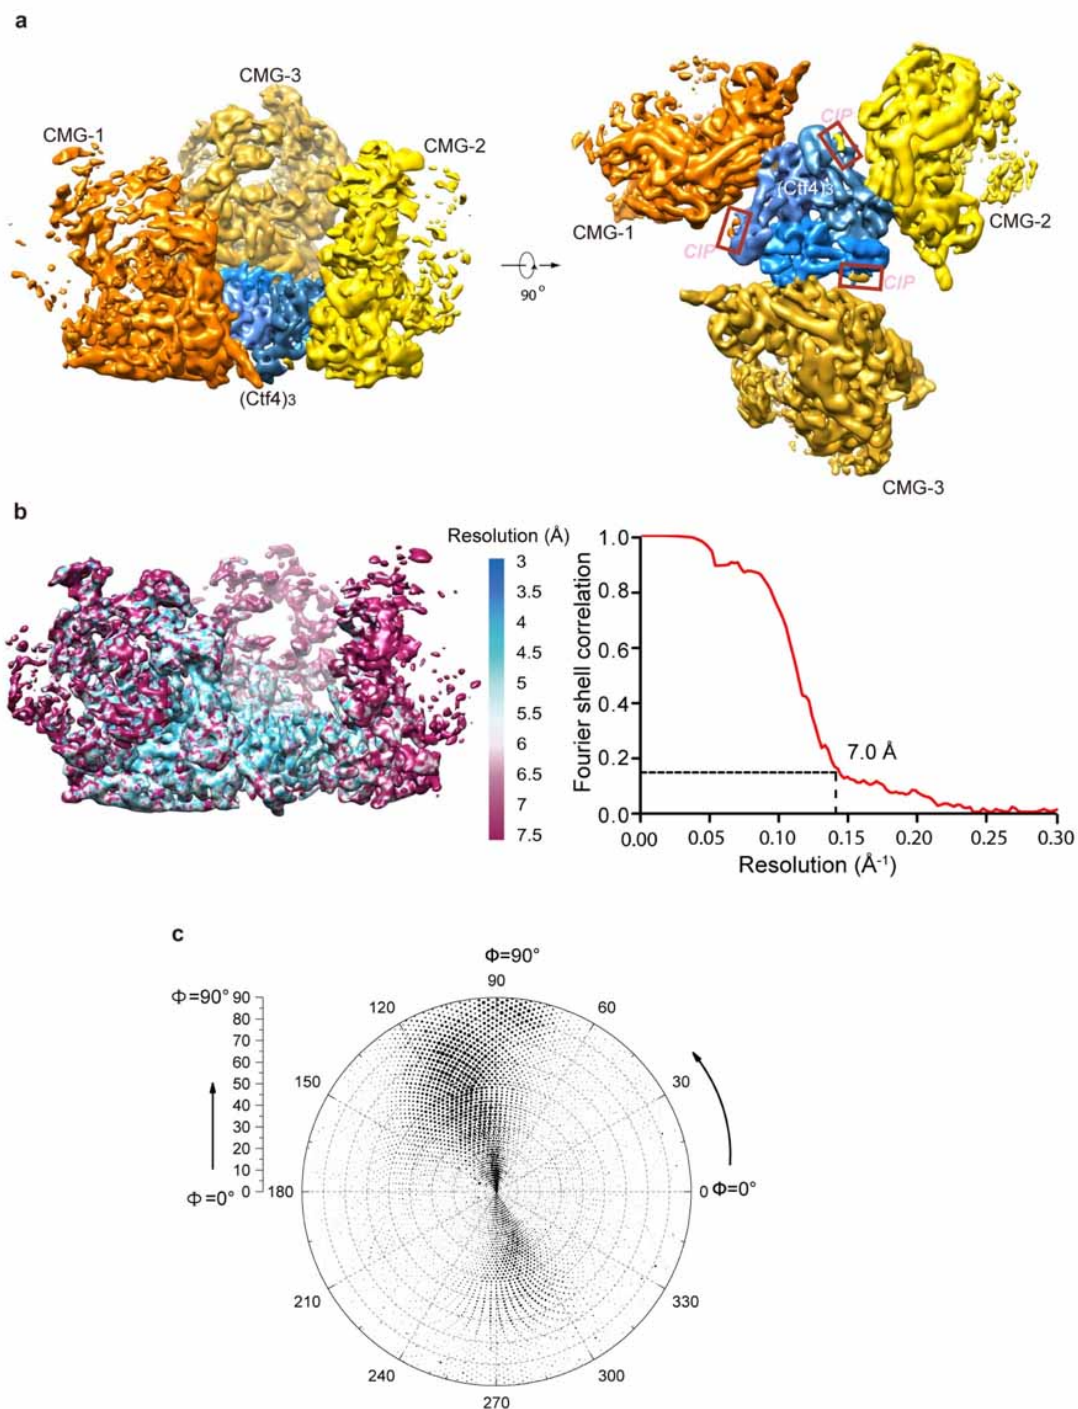 a
CMG-3
CMG-1
CMG-2
(Ctf4)3
90°
CIP
(Ctf4)3
CMG-1
CMG-2
CIP
CIP
CMG-3
b
Resolution (Å)
3
3.5
4
4.5
5
5.5
6
6.5
7
7.5
Fourier shell correlation
1.0
0.8
0.6
0.4
0.2
0.0
7.0 Å
0.00 0.05 0.10 0.15 0.20 0.25 0.30
Resolution (Å-1)
c
Φ=90°
90
Φ=90° 90
80
70
60
50
40
30
20
10
0
Φ=0°
120
60
150
30
180
0 Φ=0°
210
330
240
300
270